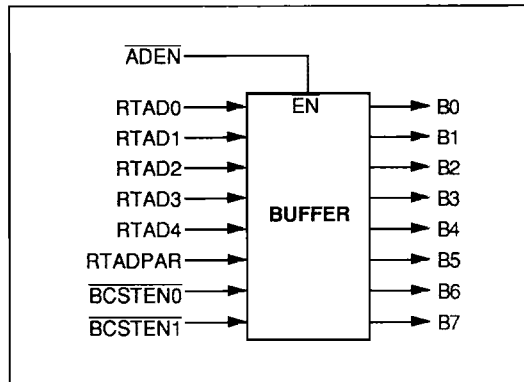 ADEN
EN
RTAD0 B0
RTAD1 B1
RTAD2 B2
RTAD3 B3
RTAD4 B4
BUFFER
RTADPAR B5
BCSTEN0 B6
BCSTEN1 B7